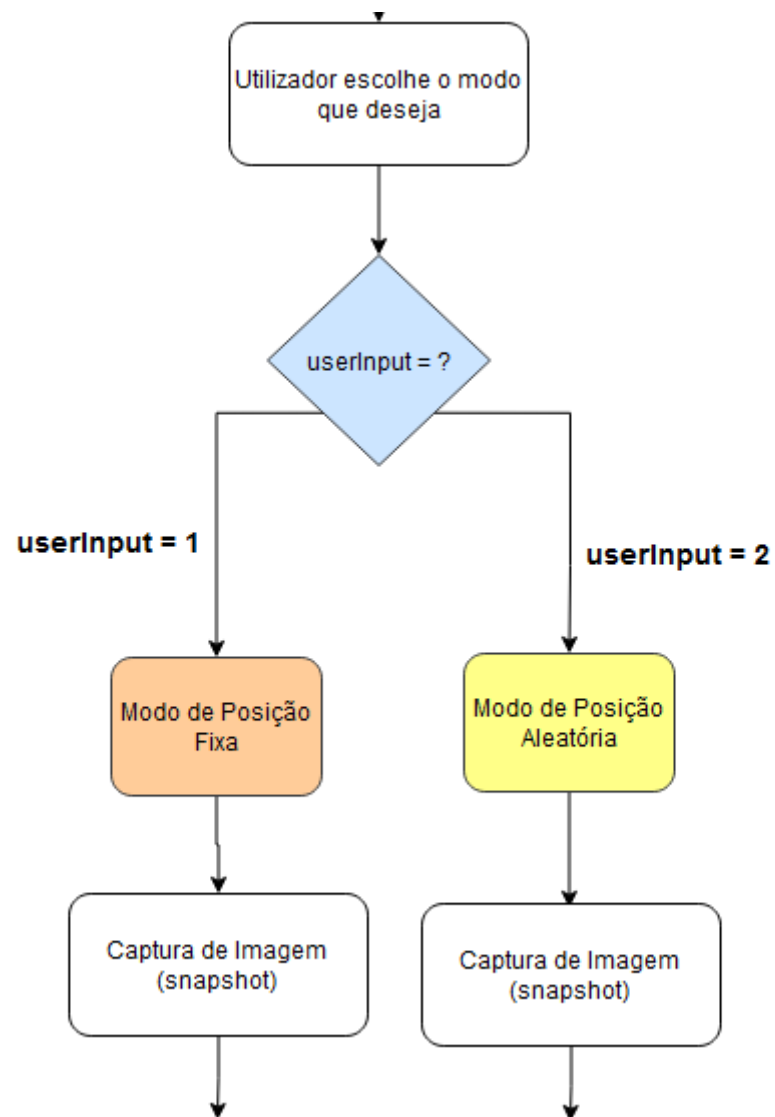 Utilizador escolhe o modo
que deseja
userInput = ?
userInput = 1
userInput = 2
Modo de Posição
Fixa
Modo de Posição
Aleatória
Captura de Imagem
(snapshot)
Captura de Imagem
(snapshot)